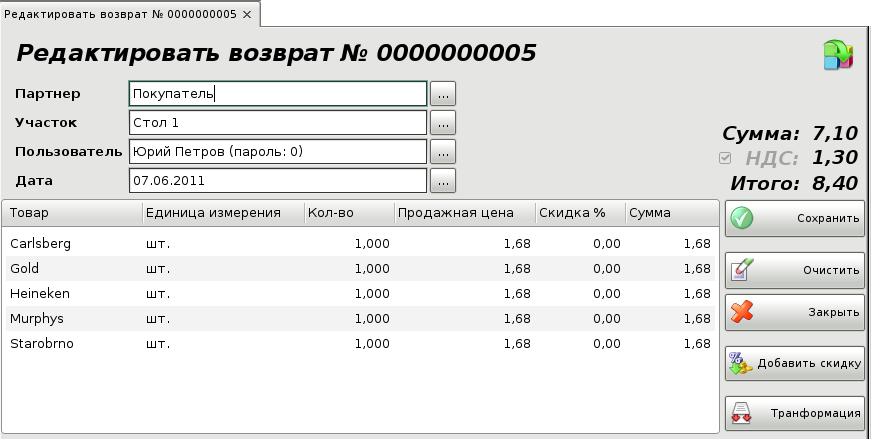 Редактировать возврат № 0000000005 ×
Редактировать возврат № 0000000005
Партнер Покупатель ...
Участок Стол 1 ...
Пользователь Юрий Петров (пароль: 0) ...
Дата 07.06.2011 ...
Сумма: 7,10
НДС: 1,30
Итого: 8,40
Товар Единица измерения Кол-во Продажная цена Скидка % Сумма
Carlsberg шт. 1,000 1,68 0,00 1,68
Gold шт. 1,000 1,68 0,00 1,68
Heineken шт. 1,000 1,68 0,00 1,68
Murphys шт. 1,000 1,68 0,00 1,68
Starobrno шт. 1,000 1,68 0,00 1,68
Сохранить
Очистить
Закрыть
Добавить скидку
Транформация